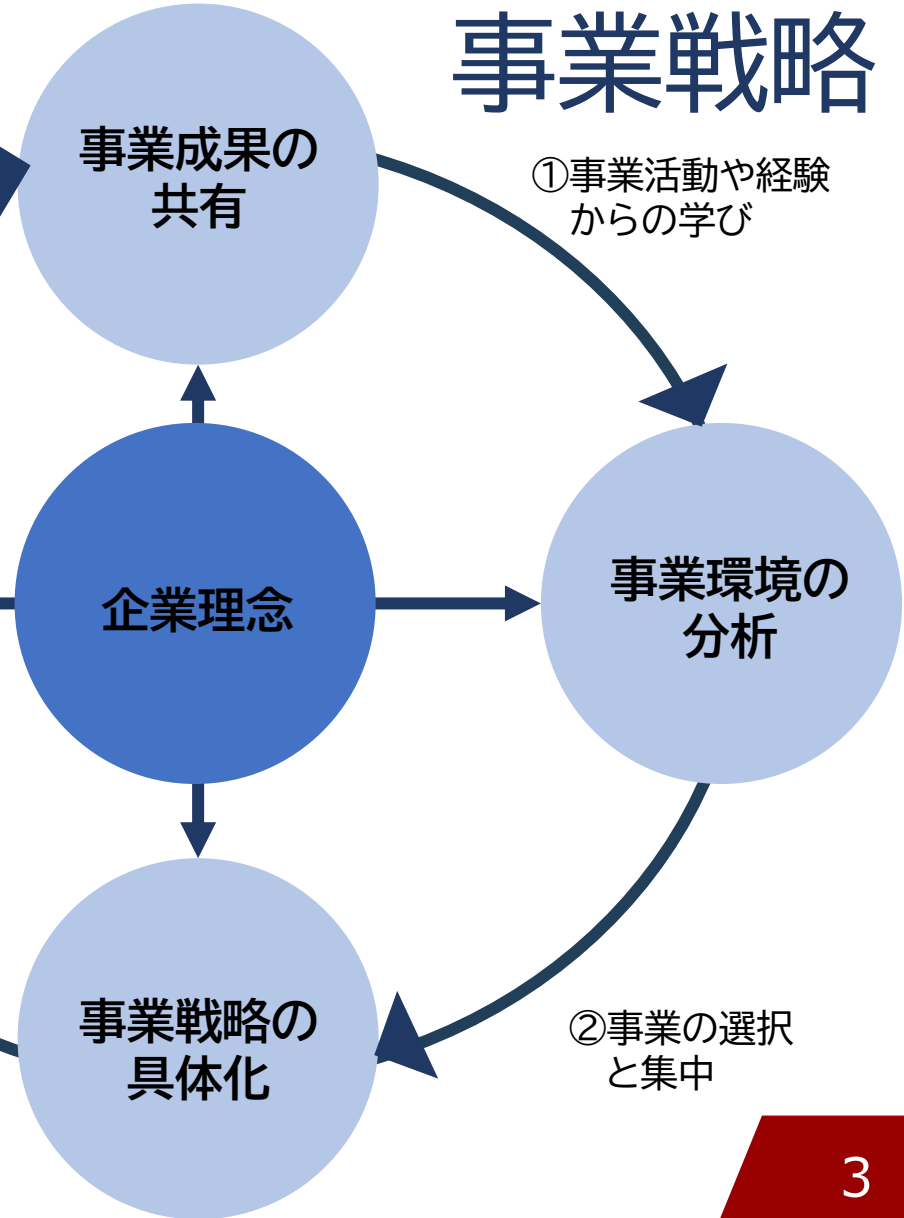 事業戦略
事業成果の
共有
①事業活動や経験
からの学び
企業理念
事業環境の
分析
事業戦略の
具体化
②事業の選択
と集中
3